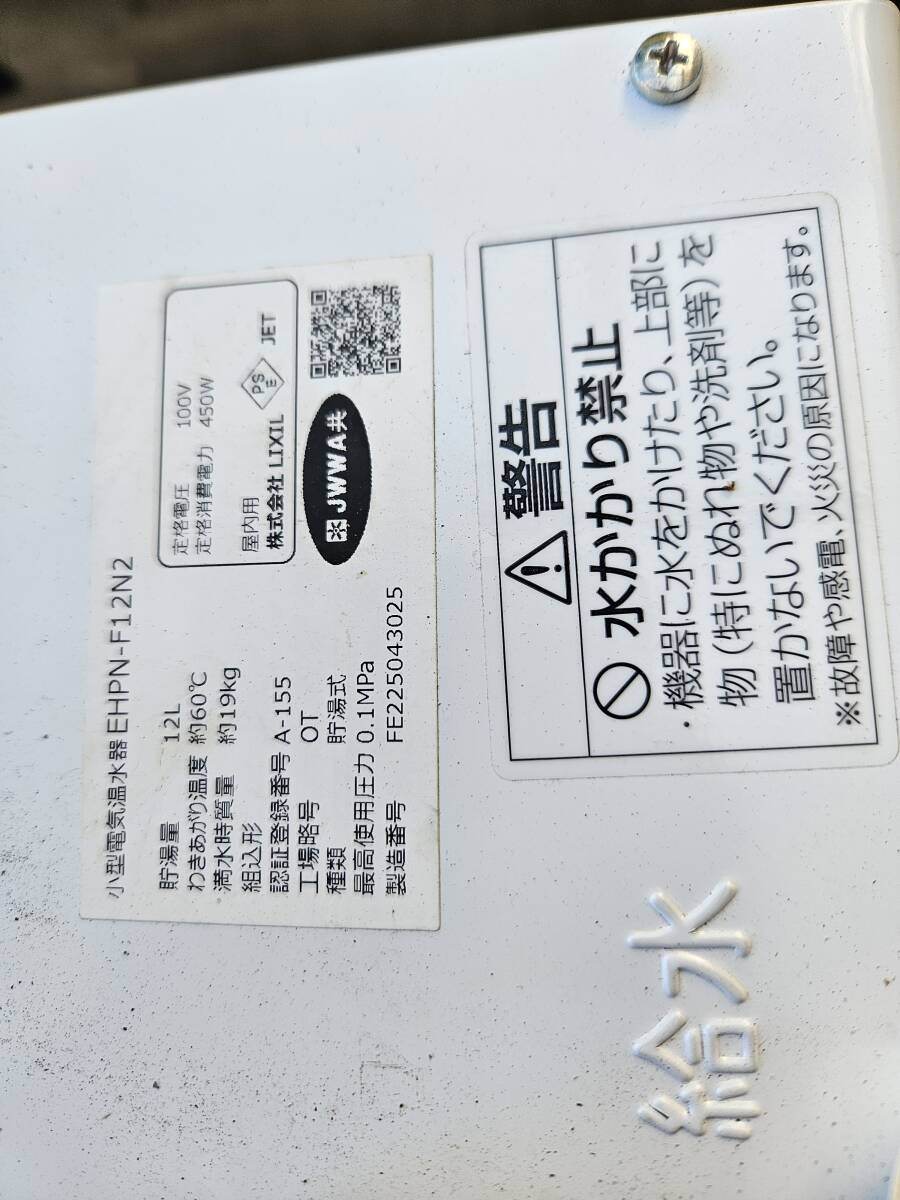 小型電気温水器 EHPN-F12N2
貯湯量 12L
わきあがり温度 約60℃
満水時質量 約19kg
組込形
認証登録番号 A-155
工場略号 OT
種類 貯湯式
最高使用圧力 0.1MPa
製造番号 FE225043025
定格電圧 100V
定格消費電力 450W
屋内用
株式会社 LIXIL
PS
E
JET
JWWA共
警告
水かかり禁止
・機器に水をかけたり、上部に
物(特にぬれ物や洗剤等)を
置かないでください。
※故障や感電、火災の原因になります。
給水